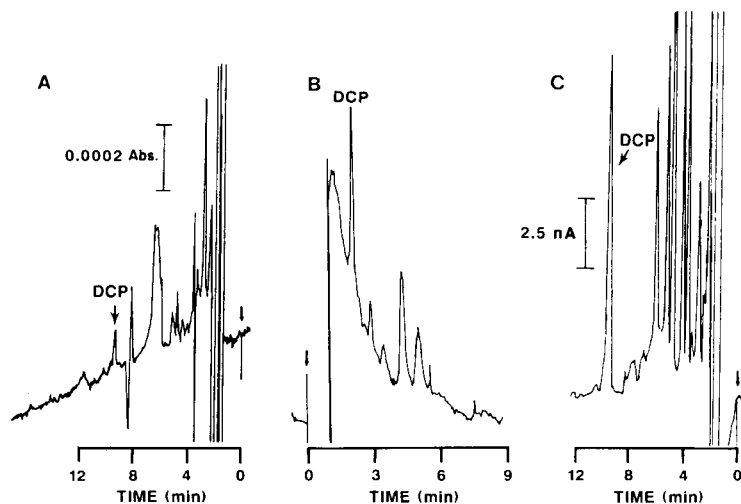 A
0.0002 Abs.
DCP
12 8 4 0
TIME (min)
B
DCP
0 3 6 9
TIME (min)
C
DCP
2.5 nA
12 8 4 0
TIME (min)